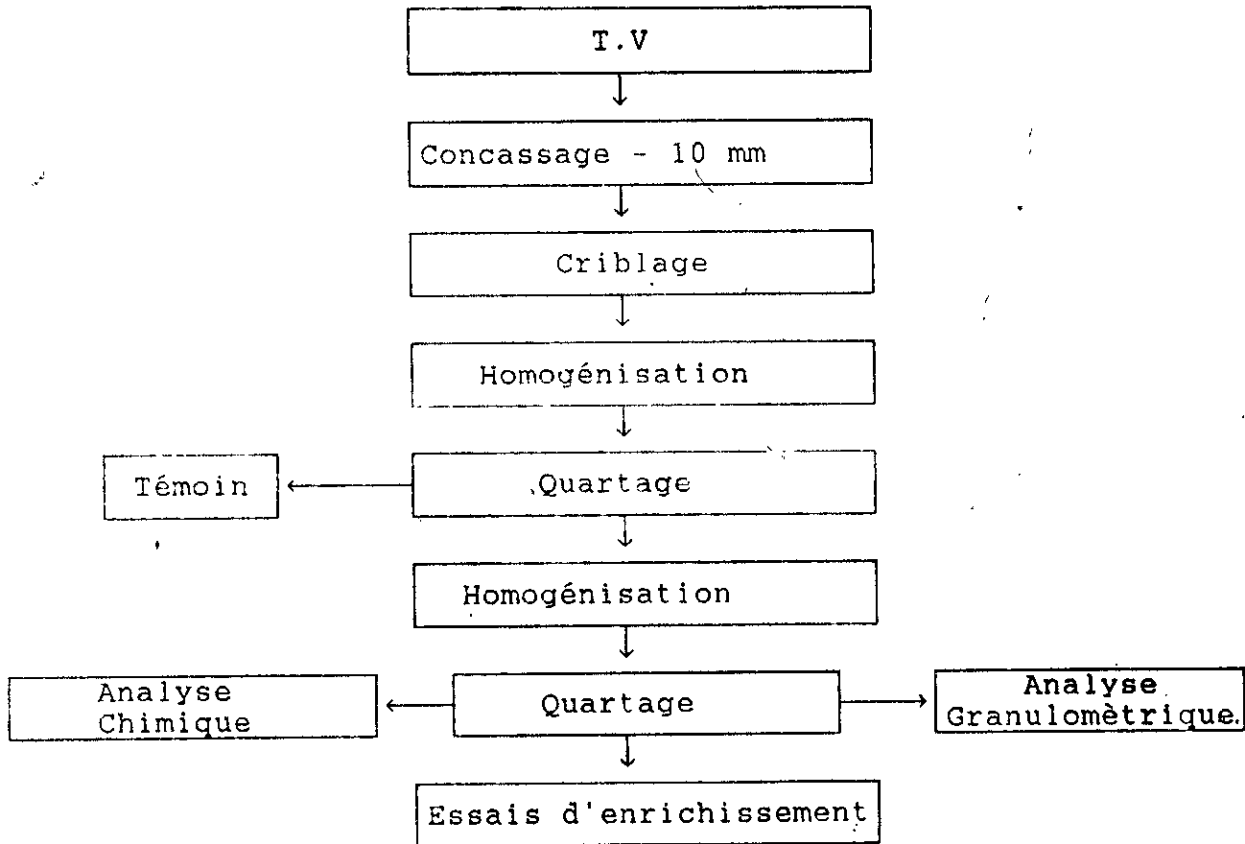 T.V
Concassage - 10 mm
Criblage
Homogénisation
Témoin
Quartage
Homogénisation
Analyse
Chimique
Quartage
Analyse
Granulomètrique.
Essais d'enrichissement